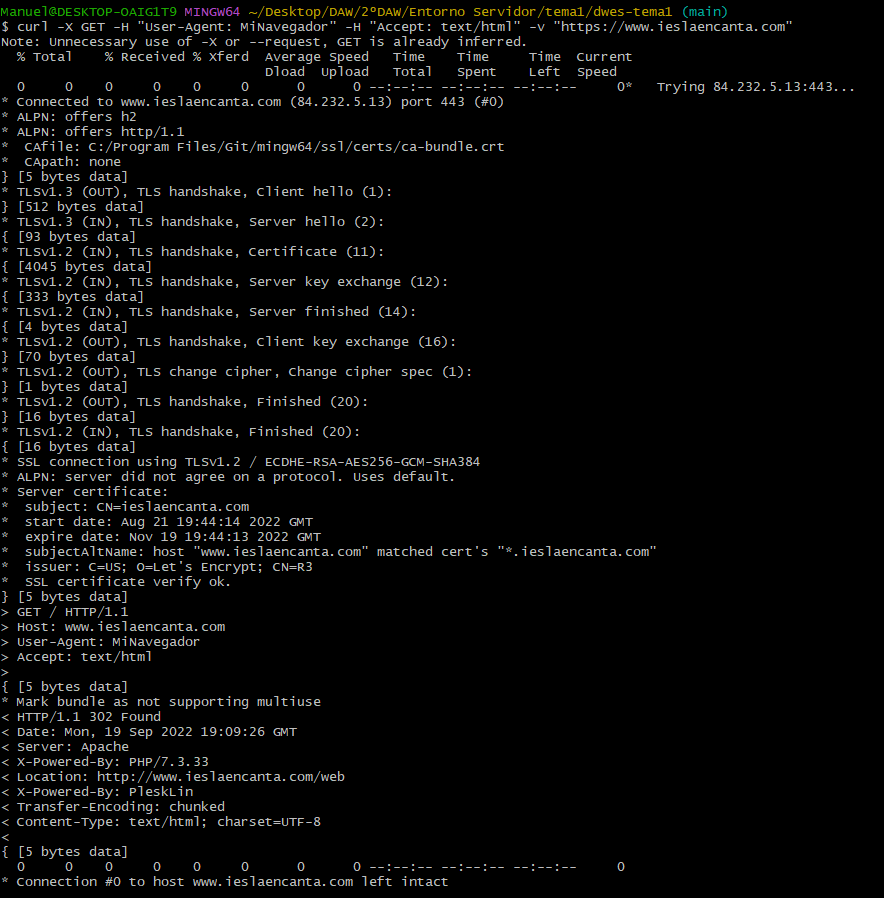 Manuel@DESKTOP-OAIG1T9 MINGW64 ~/Desktop/DAW/2ºDAW/Entorno Servidor/tema1/dwes-tema1 (main)
$ curl -X GET -H "User-Agent: MiNavegador" -H "Accept: text/html" -v "https://www.ieslaencanta.com"
Note: Unnecessary use of -X or --request, GET is already inferred.
  % Total    % Received % Xferd  Average Speed   Time    Time     Time  Current
                                 Dload  Upload   Total   Spent    Left  Speed
  0     0    0     0    0     0      0      0 --:--:-- --:--:-- --:--:--     0*   Trying 84.232.5.13:443...
* Connected to www.ieslaencanta.com (84.232.5.13) port 443 (#0)
* ALPN: offers h2
* ALPN: offers http/1.1
*  CAfile: C:/Program Files/Git/mingw64/ssl/certs/ca-bundle.crt
*  CApath: none
} [5 bytes data]
* TLSv1.3 (OUT), TLS handshake, Client hello (1):
} [512 bytes data]
* TLSv1.3 (IN), TLS handshake, Server hello (2):
{ [93 bytes data]
* TLSv1.2 (IN), TLS handshake, Certificate (11):
{ [4045 bytes data]
* TLSv1.2 (IN), TLS handshake, Server key exchange (12):
{ [333 bytes data]
* TLSv1.2 (IN), TLS handshake, Server finished (14):
{ [4 bytes data]
* TLSv1.2 (OUT), TLS handshake, Client key exchange (16):
} [70 bytes data]
* TLSv1.2 (OUT), TLS change cipher, Change cipher spec (1):
} [1 bytes data]
* TLSv1.2 (OUT), TLS handshake, Finished (20):
} [16 bytes data]
* TLSv1.2 (IN), TLS handshake, Finished (20):
{ [16 bytes data]
* SSL connection using TLSv1.2 / ECDHE-RSA-AES256-GCM-SHA384
* ALPN: server did not agree on a protocol. Uses default.
* Server certificate:
*  subject: CN=ieslaencanta.com
*  start date: Aug 21 19:44:14 2022 GMT
*  expire date: Nov 19 19:44:13 2022 GMT
*  subjectAltName: host "www.ieslaencanta.com" matched cert's "*.ieslaencanta.com"
*  issuer: C=US; O=Let's Encrypt; CN=R3
*  SSL certificate verify ok.
} [5 bytes data]
> GET / HTTP/1.1
> Host: www.ieslaencanta.com
> User-Agent: MiNavegador
> Accept: text/html
>
{ [5 bytes data]
* Mark bundle as not supporting multiuse
< HTTP/1.1 302 Found
< Date: Mon, 19 Sep 2022 19:09:26 GMT
< Server: Apache
< X-Powered-By: PHP/7.3.33
< Location: http://www.ieslaencanta.com/web
< X-Powered-By: PleskLin
< Transfer-Encoding: chunked
< Content-Type: text/html; charset=UTF-8
<
{ [5 bytes data]
  0     0    0     0    0     0      0      0 --:--:-- --:--:-- --:--:--     0
* Connection #0 to host www.ieslaencanta.com left intact